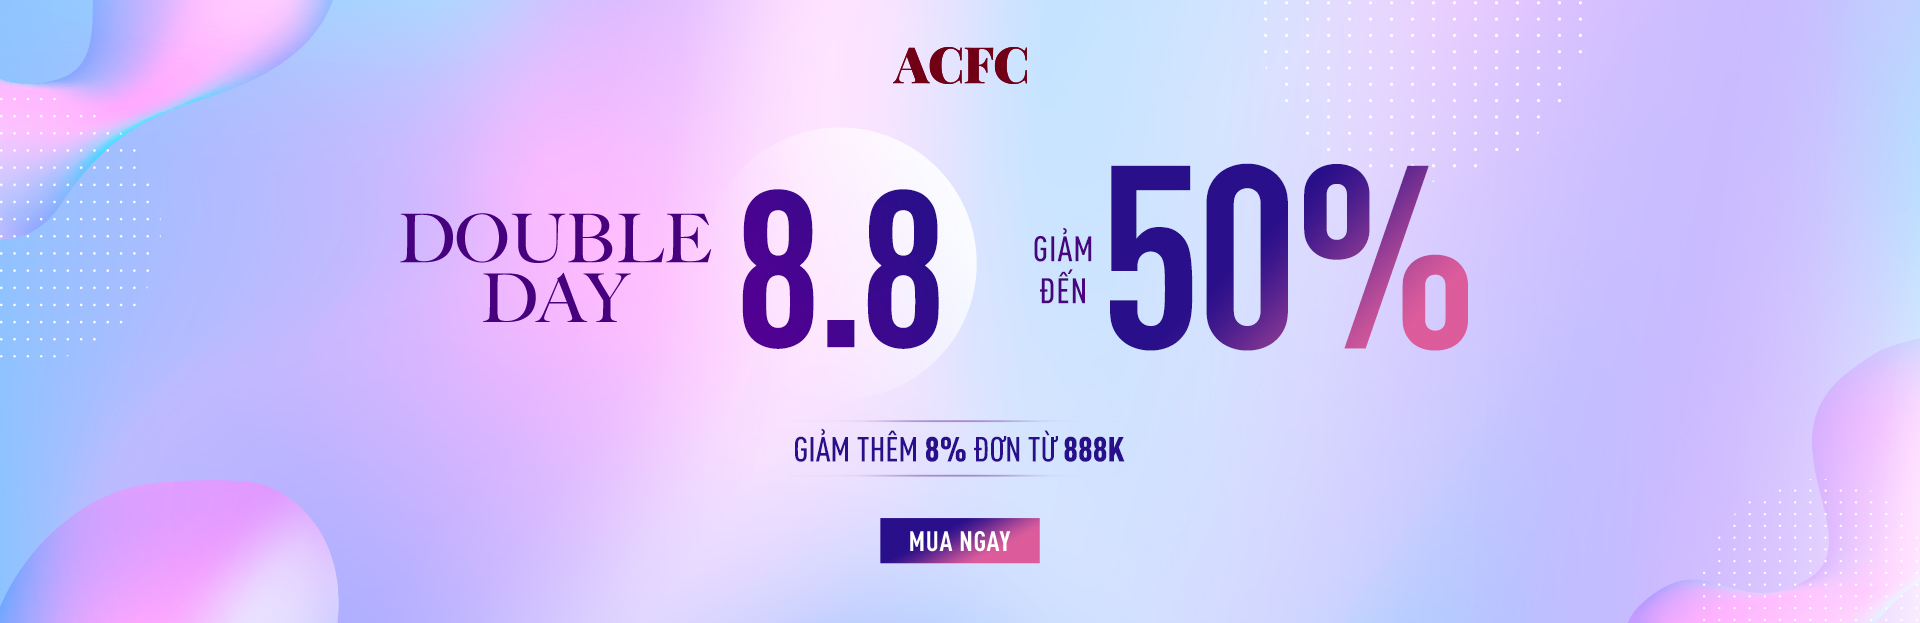 ACFC
DOUBLE
DAY
8.8
GIẢM
ĐẾN
50%
GIẢM THÊM 8% ĐƠN TỪ 888K
MUA NGAY